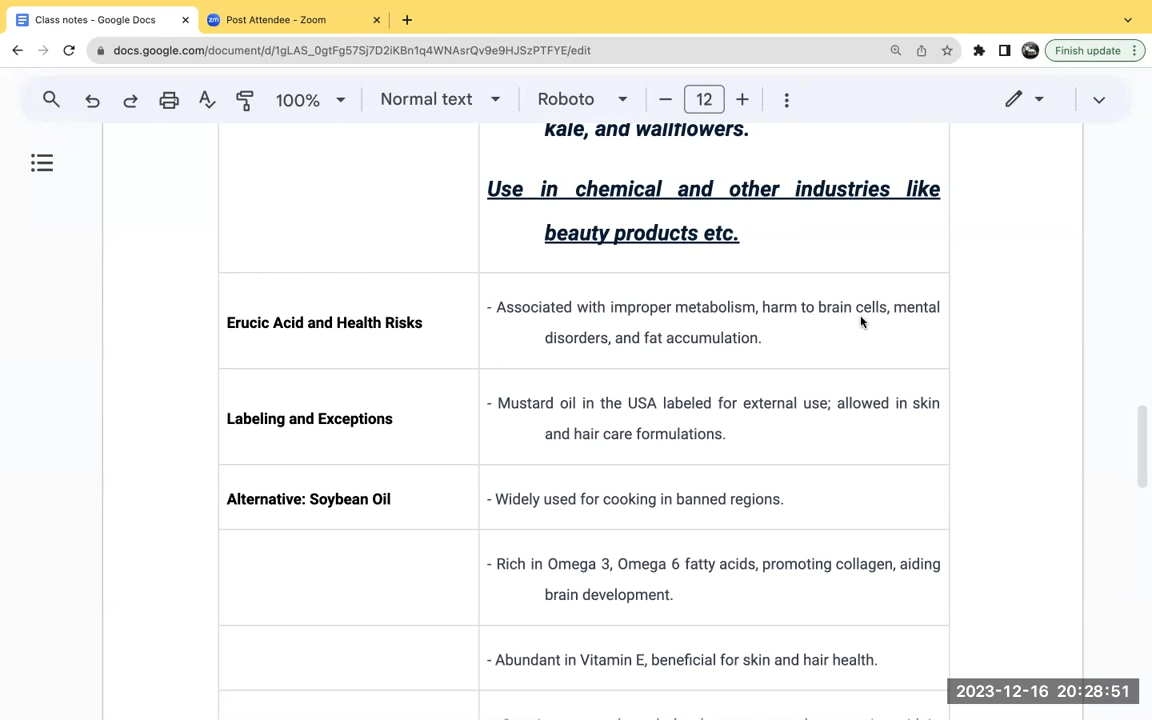 Class notes - Google Docs
Post Attendee - Zoom
docs.google.com/document/d/1gLAS_0gtFg57Sj7D2iKBn1q4WNAsrQv9e9HJSzPTFYE/edit
Finish update
100%
Normal text
Roboto
12
kale, and wallflowers.
Use in chemical and other industries like
beauty products etc.
Erucic Acid and Health Risks
- Associated with improper metabolism, harm to brain cells, mental
disorders, and fat accumulation.
Labeling and Exceptions
- Mustard oil in the USA labeled for external use; allowed in skin
and hair care formulations.
Alternative: Soybean Oil
- Widely used for cooking in banned regions.
- Rich in Omega 3, Omega 6 fatty acids, promoting collagen, aiding
brain development.
- Abundant in Vitamin E, beneficial for skin and hair health.
2023-12-16 20:28:51